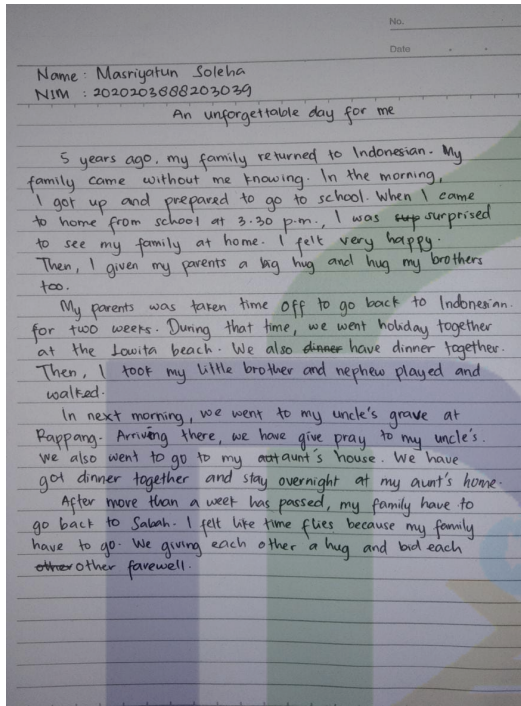 No.
Date
Name : Masriyatun Soleha
NIM : 2020203688203039
An unforgettable day for me
5 years ago, my family returned to Indonesian. My
family came without me knowing. In the morning,
I got up and prepared to go to school. When I came
to home from school at 3.30 p.m., I was sup surprised
to see my family at home. I felt very happy.
Then, I given my parents a big hug and hug my brothers
too.
My parents was taken time off to go back to Indonesian.
for two weeks. During that time, we went holiday together
at the Lowita beach. We also dinner have dinner together.
Then, I took my little brother and nephew played and
walked.
In next morning, we went to my uncle's grave at
Rappang. Arriving there, we have give pray to my uncle's.
We also went to go to my aunt's house. We have
got dinner together and stay overnight at my aunt's home.
After more than a week has passed, my family have to
go back to Sabah. I felt like time flies because my family
have to go. We giving each other a hug and bid each
other other farewell.